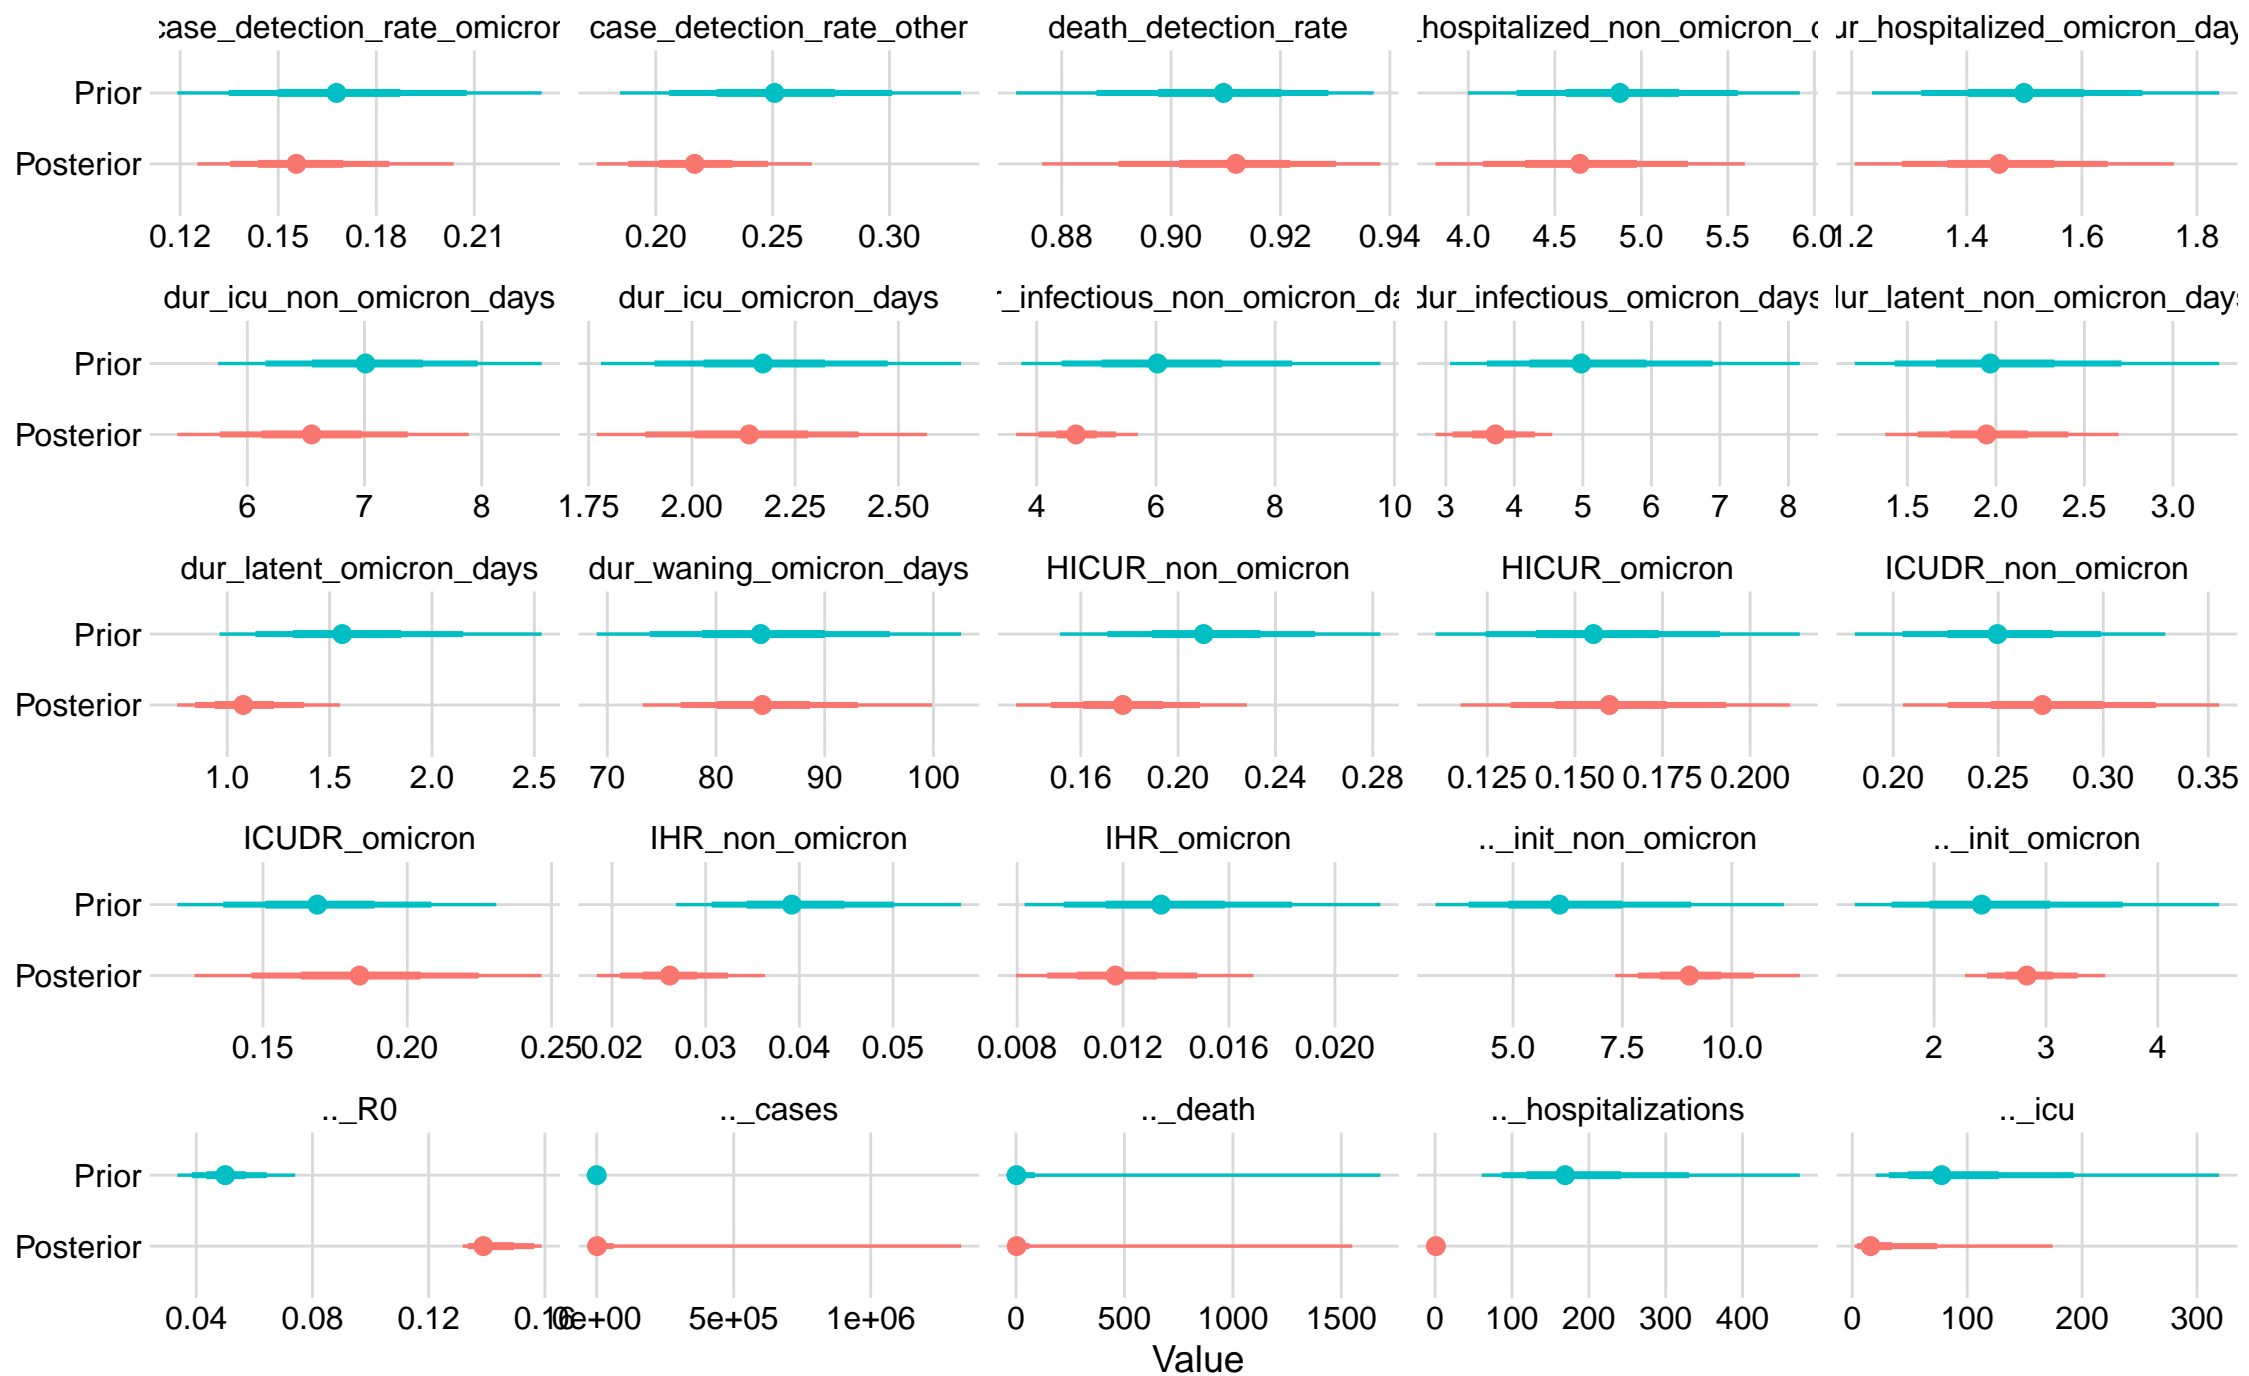 case_detection_rate_omicron case_detection_rate_other death_detection_rate _hospitalized_non_omicron_ ur_hospitalized_omicron_day
Prior
Posterior
0.12 0.15 0.18 0.21 0.20 0.25 0.30 0.88 0.90 0.92 0.94 4.0 4.5 5.0 5.5 6.0 1.2 1.4 1.6 1.8
dur_icu_non_omicron_days dur_icu_omicron_days r_infectious_non_omicron_da dur_infectious_omicron_days dur_latent_non_omicron_days
Prior
Posterior
6 7 8 1.75 2.00 2.25 2.50 4 6 8 10 3 4 5 6 7 8 1.5 2.0 2.5 3.0
dur_latent_omicron_days dur_waning_omicron_days HICUR_non_omicron HICUR_omicron ICUDR_non_omicron
Prior
Posterior
1.0 1.5 2.0 2.5 70 80 90 100 0.16 0.20 0.24 0.28 0.125 0.150 0.175 0.200 0.20 0.25 0.30 0.35
ICUDR_omicron IHR_non_omicron IHR_omicron .._init_non_omicron .._init_omicron
Prior
Posterior
0.15 0.20 0.25 0.02 0.03 0.04 0.05 0.008 0.012 0.016 0.020 5.0 7.5 10.0 2 3 4
.._R0 .._cases .._death .._hospitalizations .._icu
Prior
Posterior
0.04 0.08 0.12 0.16 0e+00 5e+05 1e+06 0 500 1000 1500 0 100 200 300 400 0 100 200 300
Value